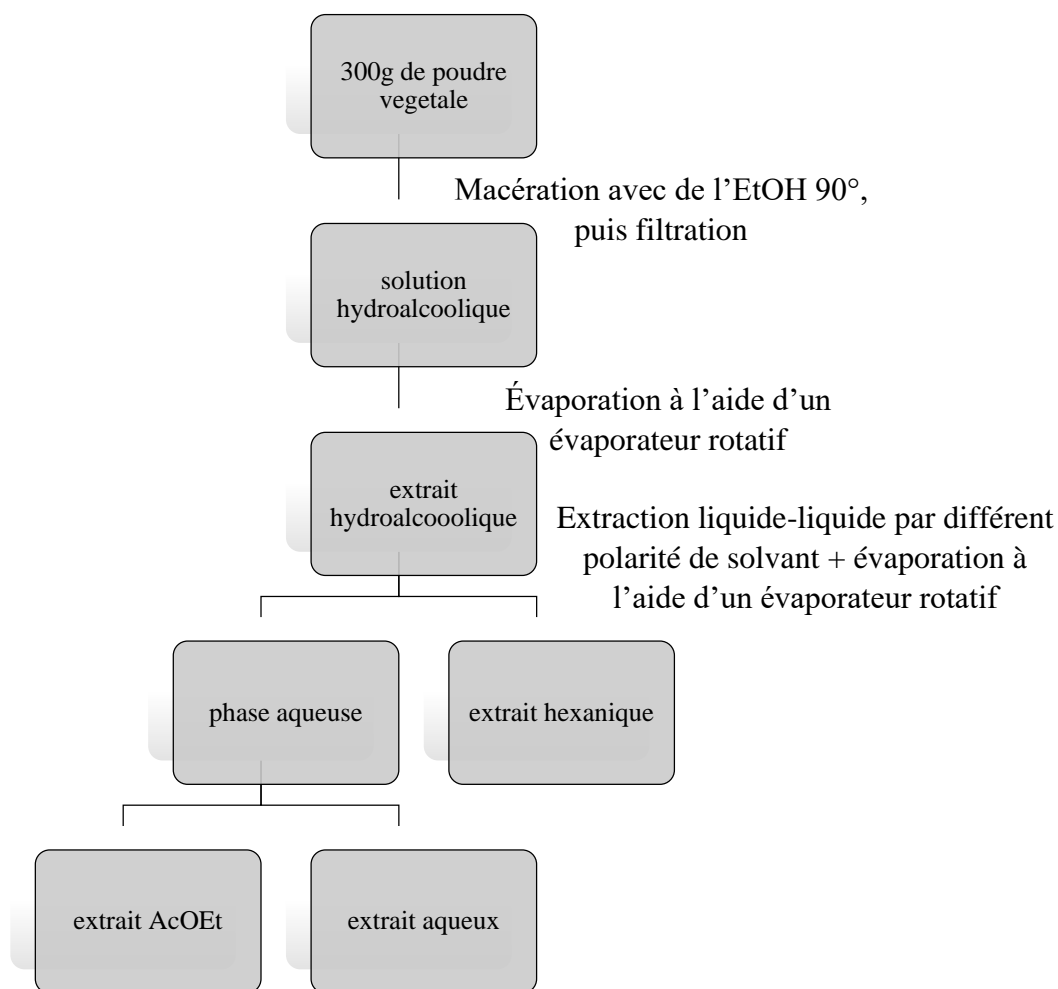 300g de poudre
vegetale
Macération avec de l’EtOH 90°,
puis filtration
solution
hydroalcoolique
Évaporation à l’aide d’un
évaporateur rotatif
extrait
hydroalcooolique
Extraction liquide-liquide par différent
polarité de solvant + évaporation à
l’aide d’un évaporateur rotatif
phase aqueuse
extrait hexanique
extrait AcOEt
extrait aqueux